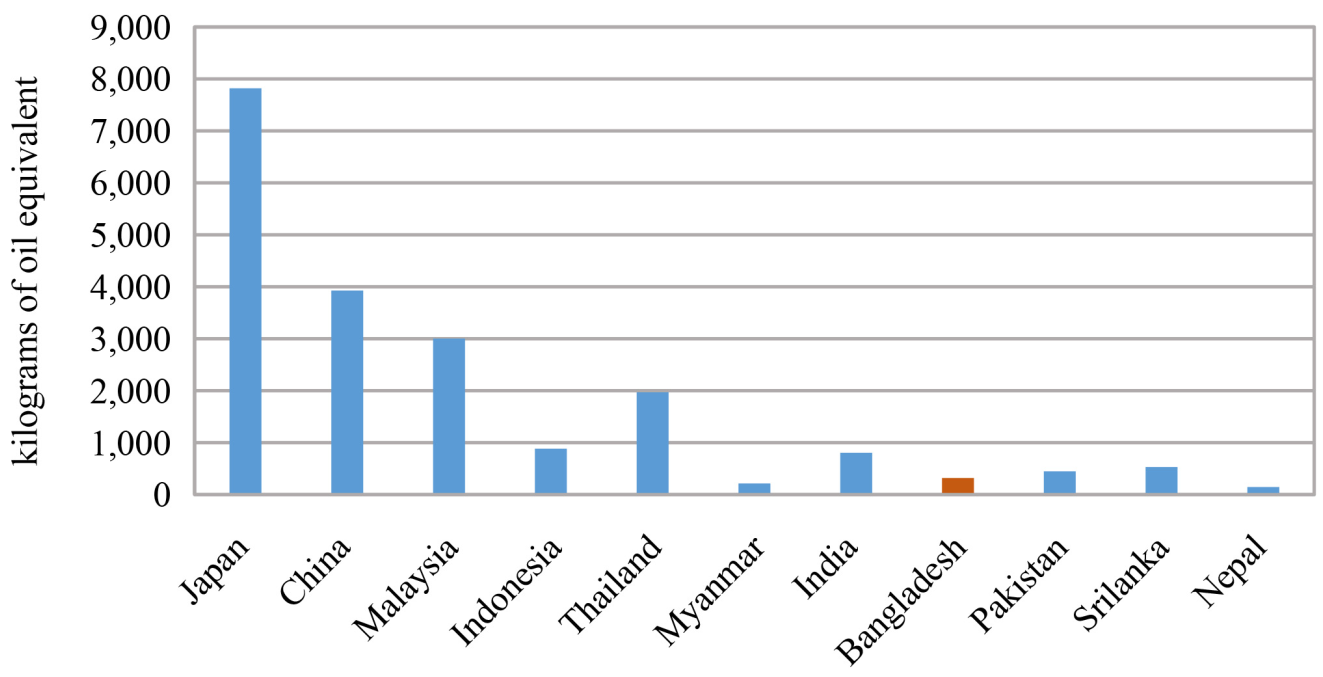 9,000
8,000
7,000
6,000
5,000
4,000
3,000
2,000
1,000
0
kilograms of oil equivalent
Japan
China
Malaysia
Indonesia
Thailand
Myanmar
India
Bangladesh
Pakistan
Srilanka
Nepal